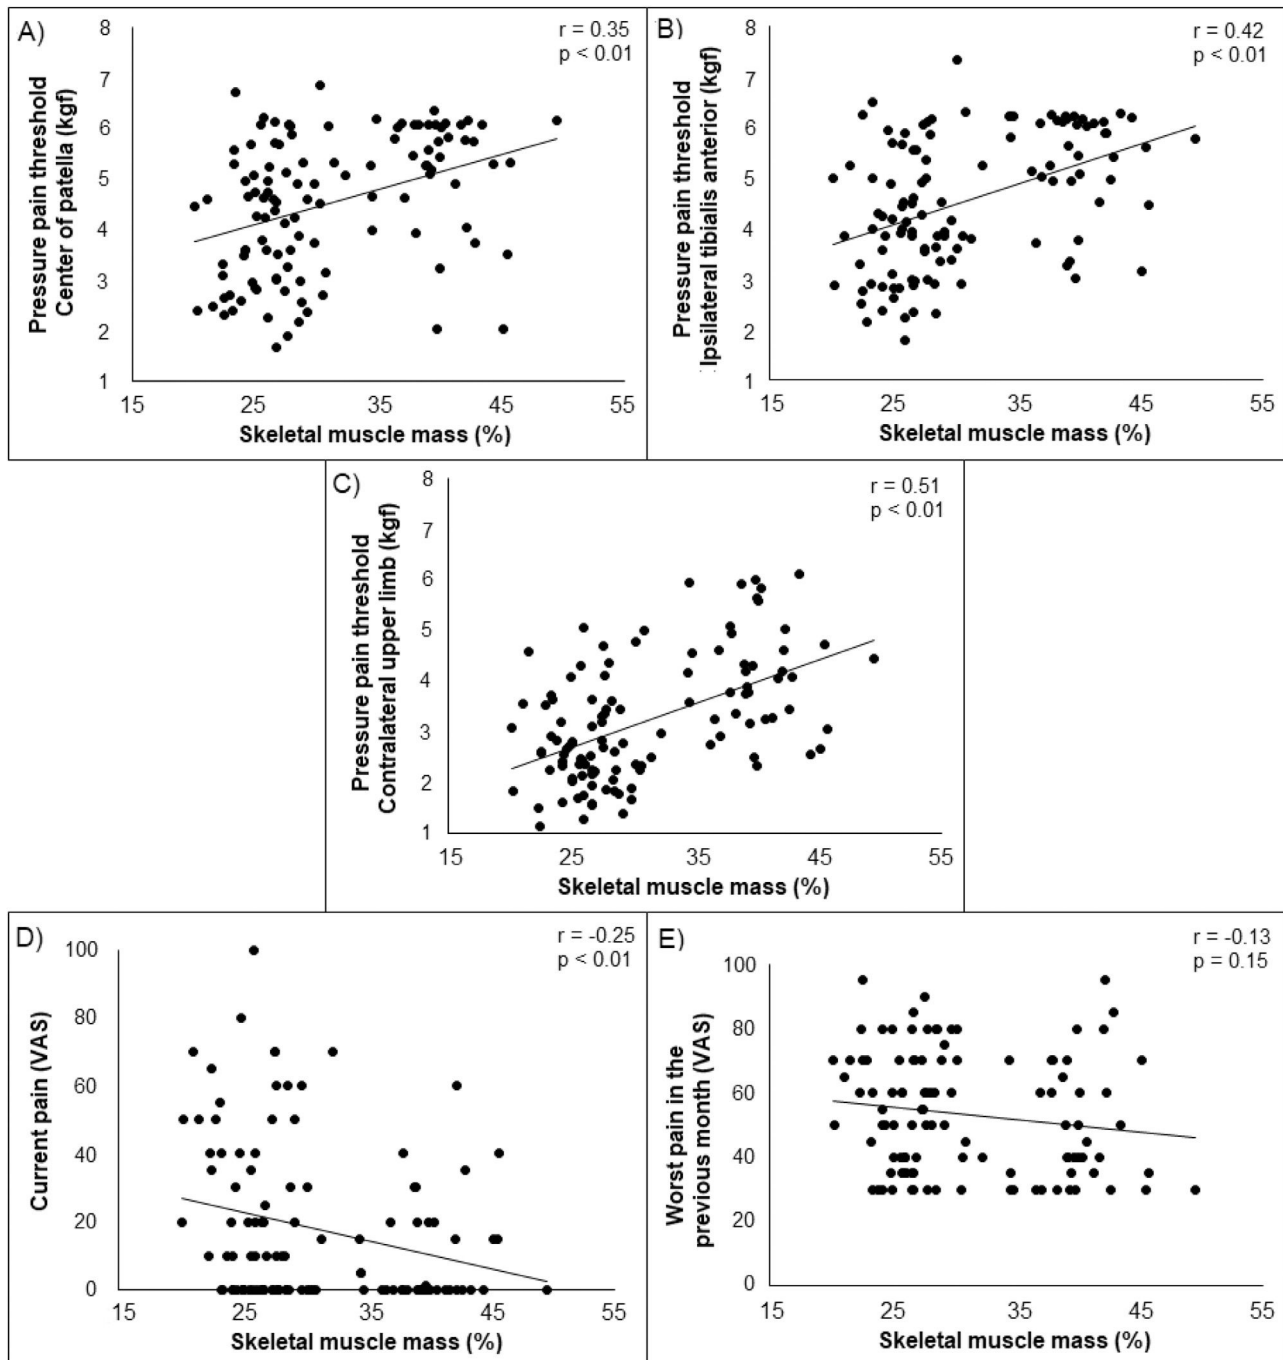 A)
r = 0.35
p < 0.01
Pressure pain threshold
Center of patella (kgf)
8
7
6
5
4
3
2
1
15
25
35
45
55
Skeletal muscle mass (%)
B)
r = 0.42
p < 0.01
Pressure pain threshold
Ipsilateral tibialis anterior (kgf)
8
7
6
5
4
3
2
1
15
25
35
45
55
Skeletal muscle mass (%)
C)
r = 0.51
p < 0.01
Pressure pain threshold
Contralateral upper limb (kgf)
8
7
6
5
4
3
2
1
15
25
35
45
55
Skeletal muscle mass (%)
D)
r = -0.25
p < 0.01
Current pain (VAS)
100
80
60
40
20
0
15
25
35
45
55
Skeletal muscle mass (%)
E)
r = -0.13
p = 0.15
Worst pain in the
previous month (VAS)
100
80
60
40
20
0
15
25
35
45
55
Skeletal muscle mass (%)